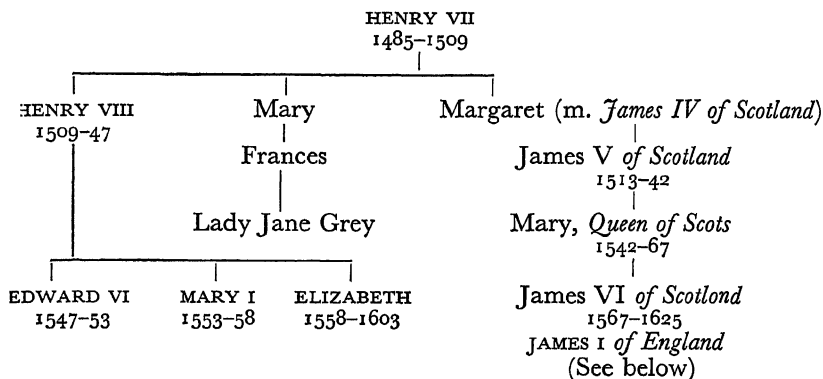 HENRY VII
1485–1509
HENRY VIII Mary Margaret (m. James IV of Scotland)
1509–47
Frances James V of Scotland
1513–42
Lady Jane Grey Mary, Queen of Scots
1542–67
EDWARD VI MARY I ELIZABETH James VI of Scotlond
1547–53 1553–58 1558–1603 1567–1625
JAMES I of England
(See below)